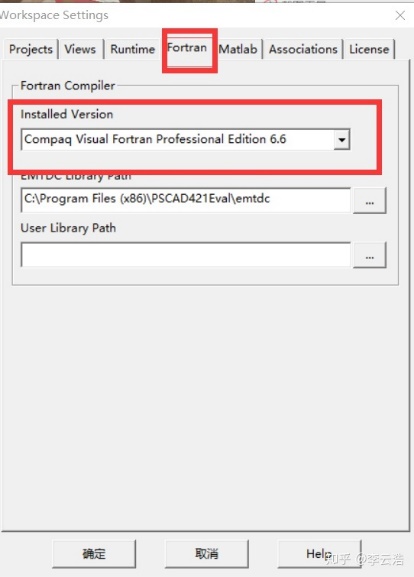 Workspace Settings
Projects Views Runtime Fortran Matlab Associations License
Fortran Compiler
Installed Version
Compaq Visual Fortran Professional Edition 6.6
EMTDC Library Path
C:\Program Files (x86)\PSCAD421Eval\emtdc
...
User Library Path
...
确定 取消 Help
知乎 @李云浩